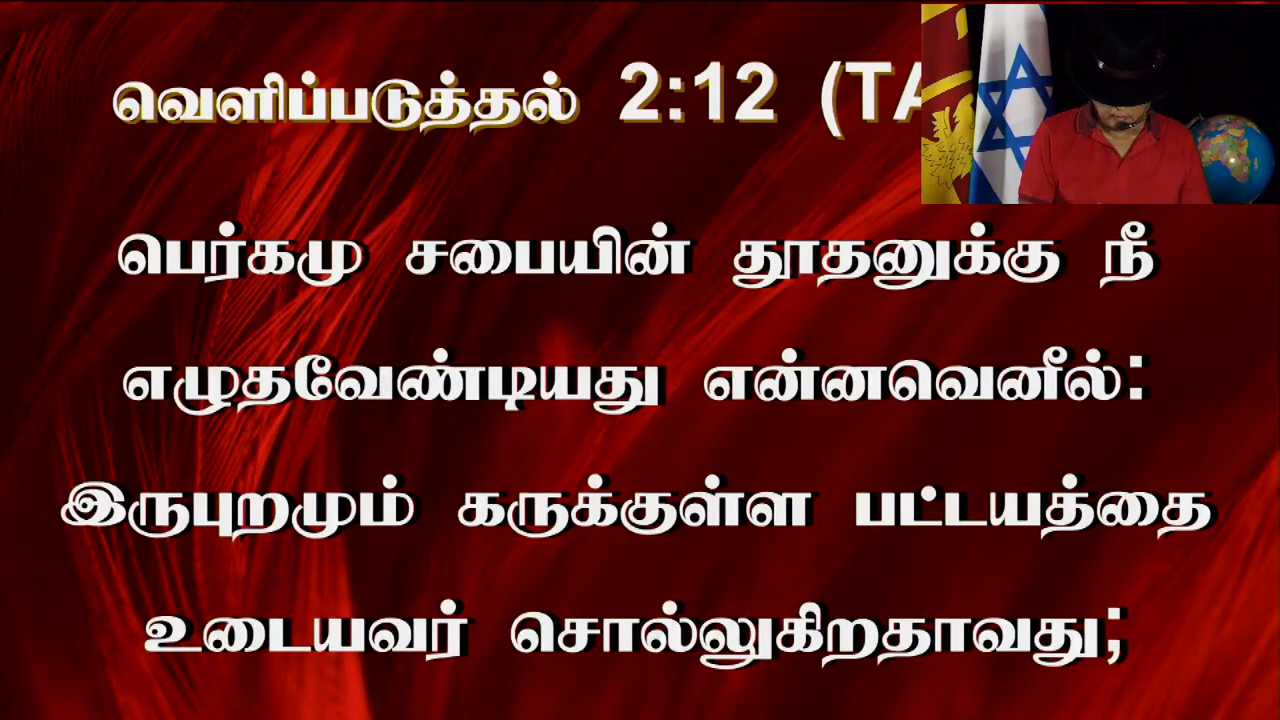 வெளிப்படுத்தல் 2:12 (TA
பெர்கமு சபையின் தூதனுக்கு நீ
எழுதவேண்டியது என்னவெனீல்:
இருபுறமும் கருக்குள்ள பட்டயத்தை
உடையவர் சொல்லுகிறதாவது;